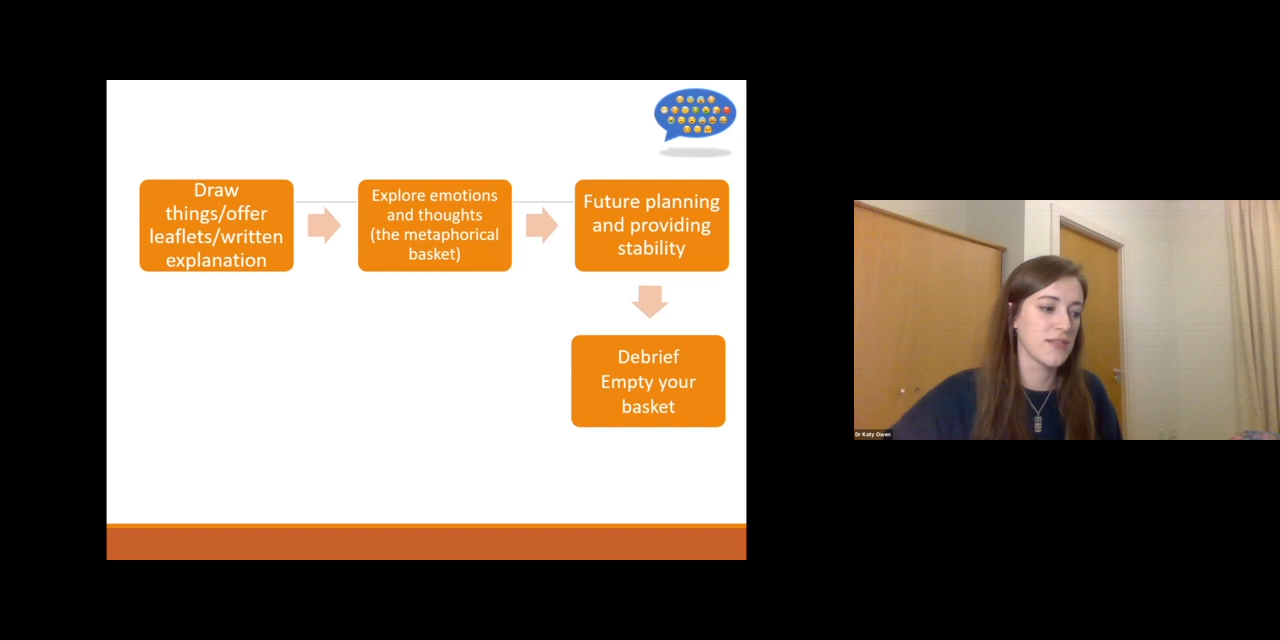 Draw
things/offer
leaflets/written
explanation
Explore emotions
and thoughts
(the metaphorical
basket)
Future planning
and providing
stability
Debrief
Empty your
basket
Dr Katy Owen